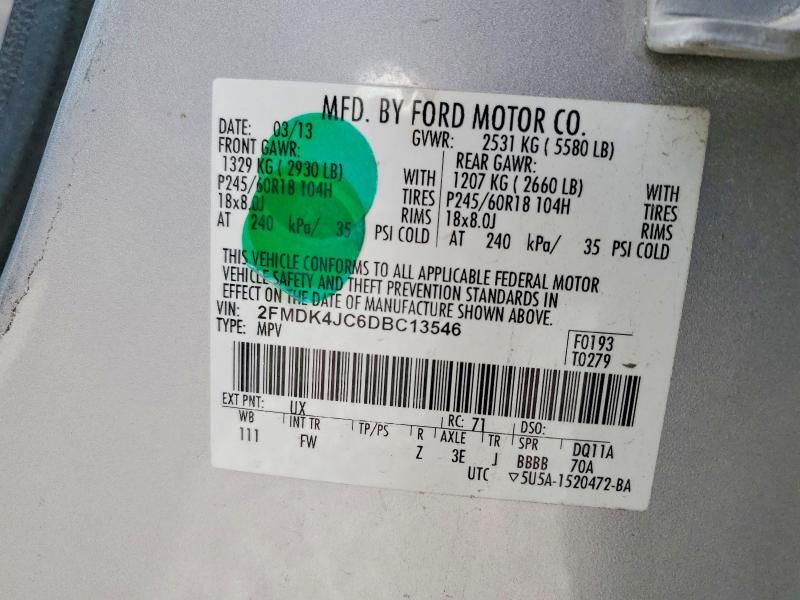 MFD. BY FORD MOTOR CO.
DATE: 03/13 GVWR: 2531 KG ( 5580 LB)
FRONT GAWR: REAR GAWR:
1329 KG ( 2930 LB) WITH 1207 KG ( 2660 LB) WITH
P245/60R18 104H TIRES P245/60R18 104H TIRES
18x8.0J RIMS 18x8.0J RIMS
AT 240 kPa/ 35 PSI COLD AT 240 kPa/ 35 PSI COLD
THIS VEHICLE CONFORMS TO ALL APPLICABLE FEDERAL MOTOR
VEHICLE SAFETY AND THEFT PREVENTION STANDARDS IN
EFFECT ON THE DATE OF MANUFACTURE SHOWN ABOVE.
VIN: 2FMDK4JC6DBC13546
TYPE: MPV
F0193
T0279
EXT PNT: UX RC: 71 DSO:
WB INT TR TP/PS R AXLE TR SPR DQ11A
111 FW Z 3E J BBBB 70A
UTC ▽5U5A-1520472-BA